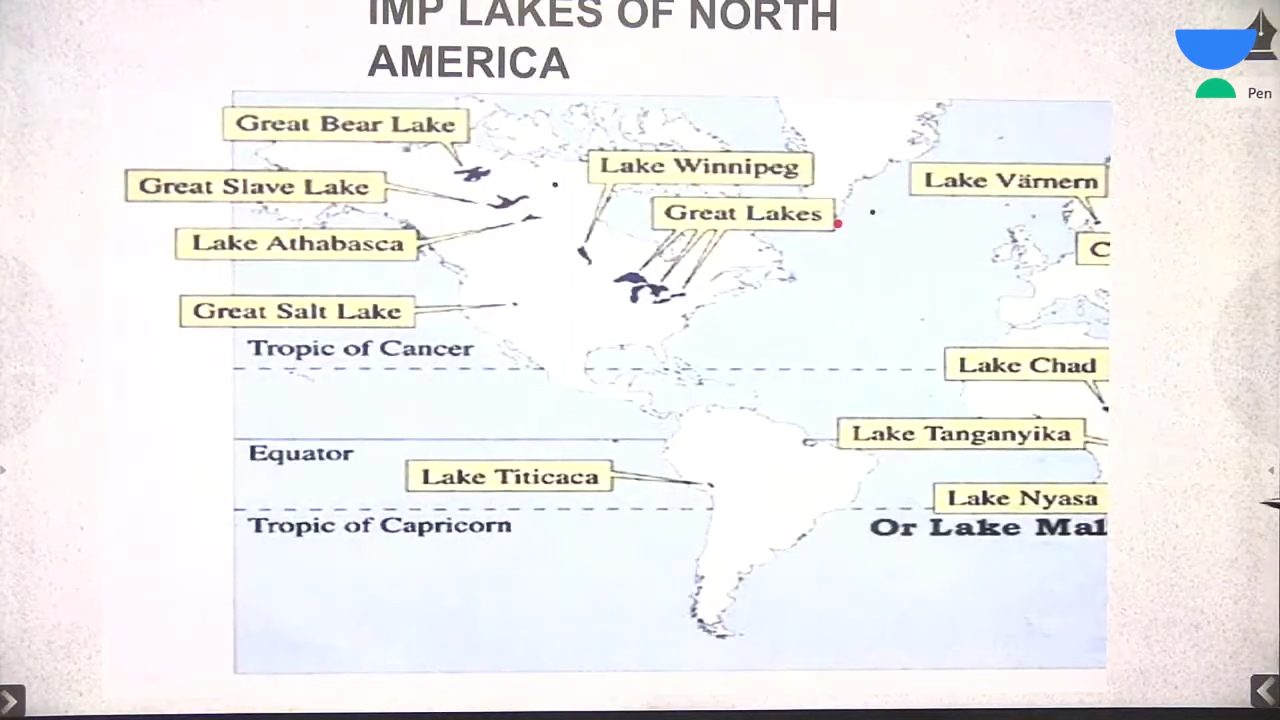 IMP LAKES OF NORTH
AMERICA
Pen
Great Bear Lake
Lake Winnipeg
Great Slave Lake
Lake Värnern
Great Lakes
Lake Athabasca
C
Great Salt Lake
Tropic of Cancer
Lake Chad
Lake Tanganyika
Equator
Lake Titicaca
Lake Nyasa
Tropic of Capricorn
Or Lake Mal